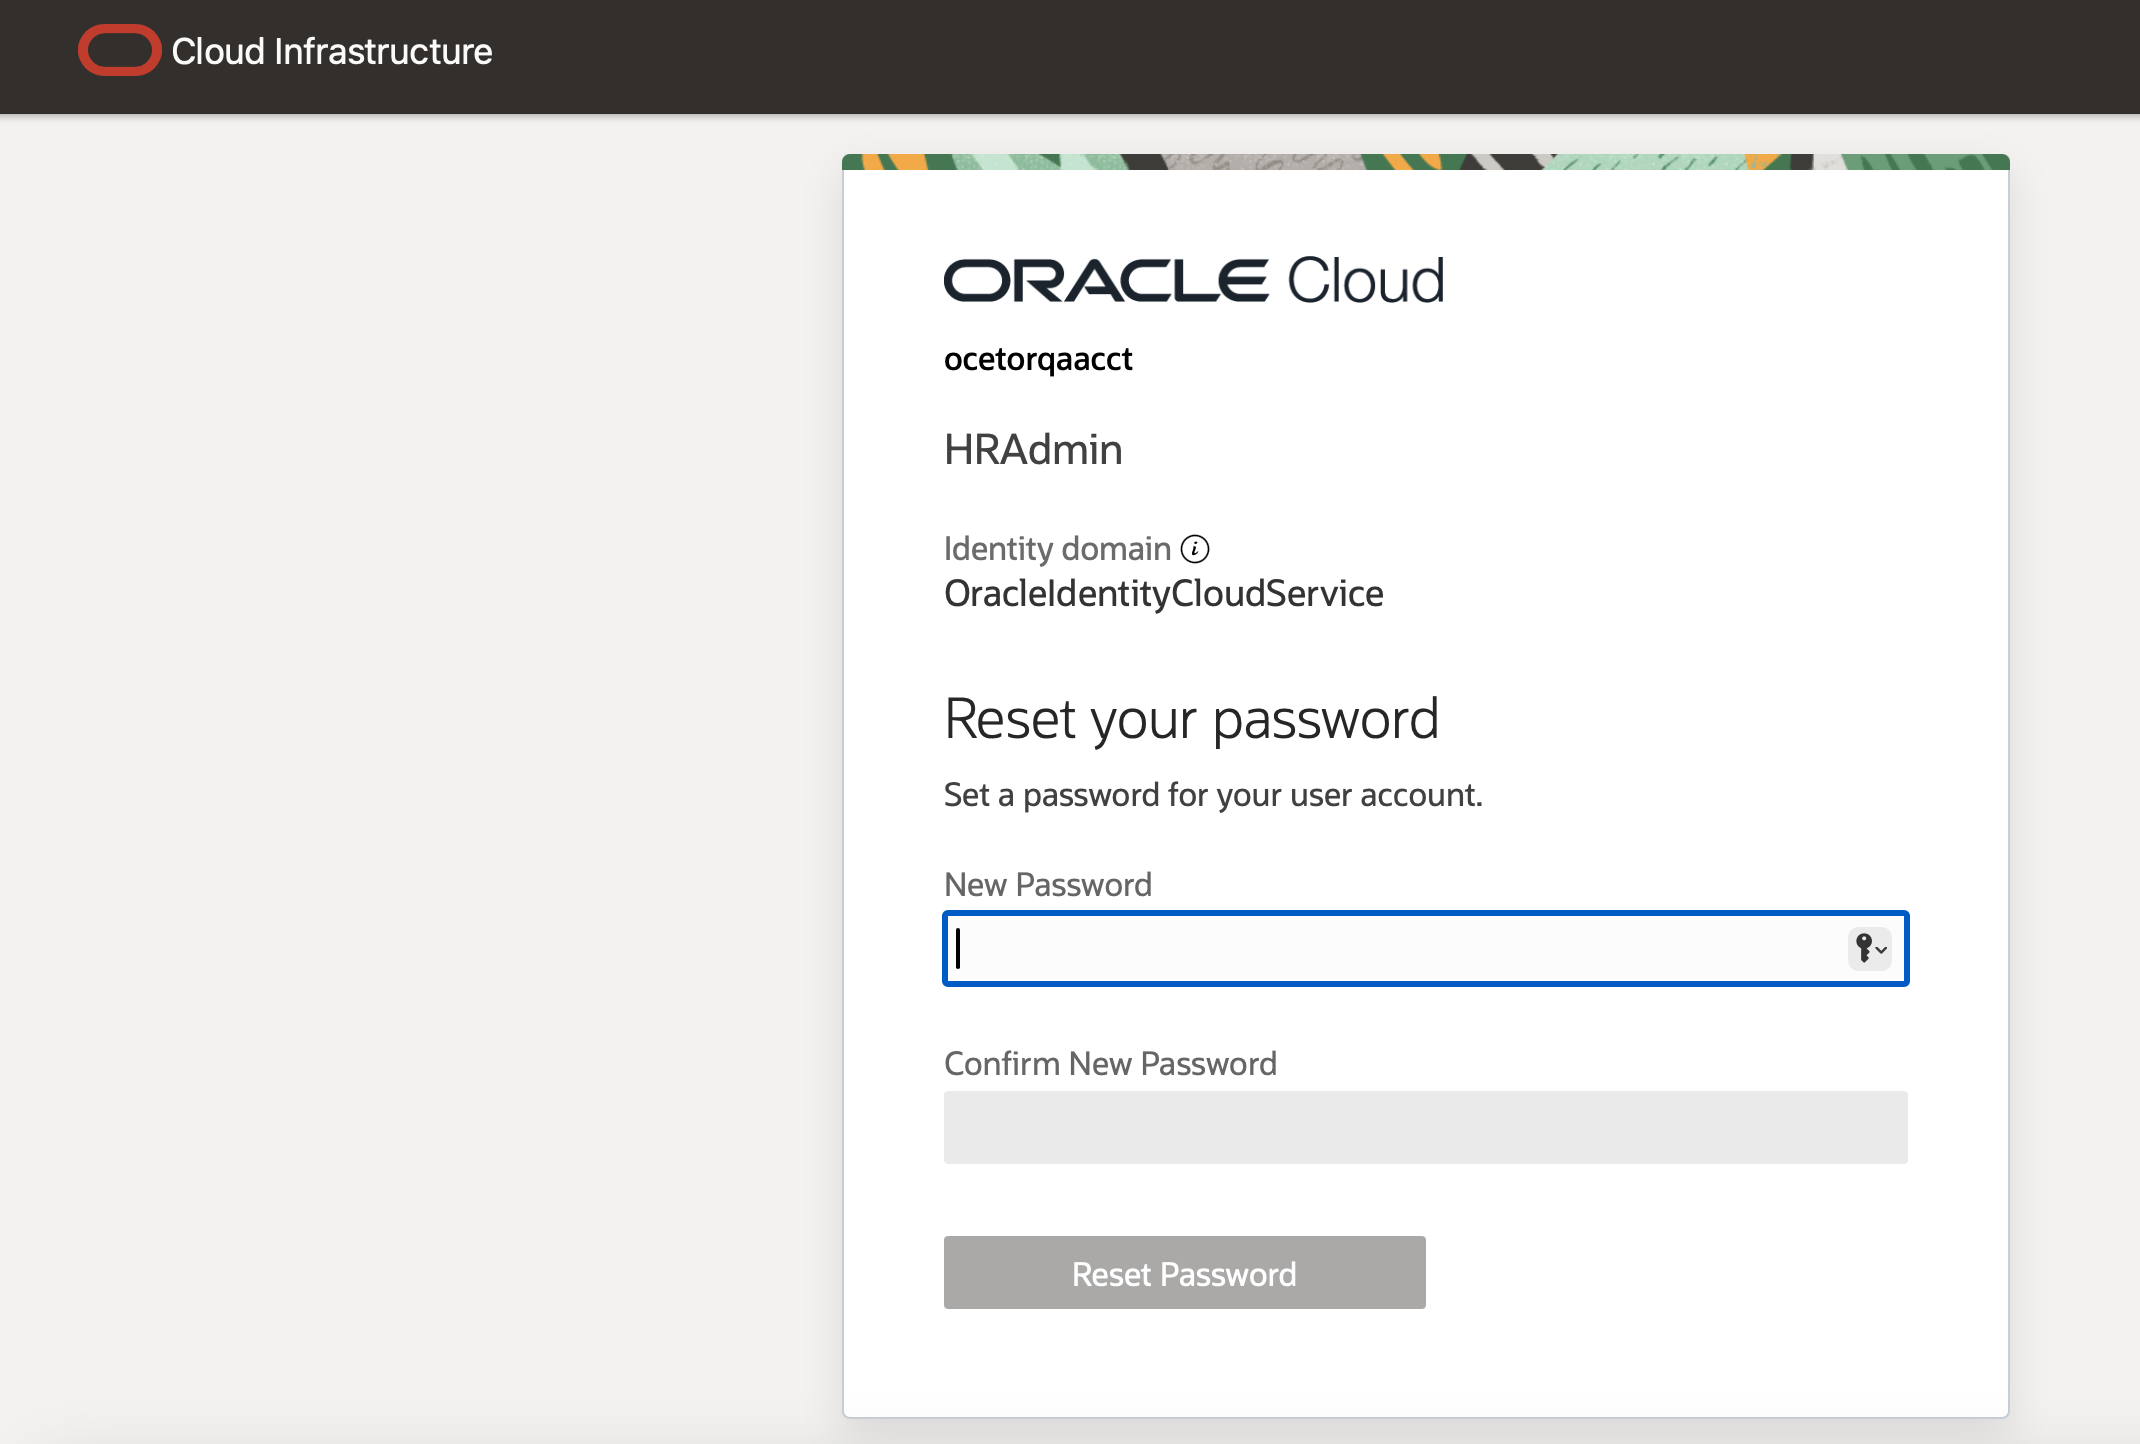 Cloud Infrastructure
ORACLE Cloud
ocetorqaacct
HRAdmin
Identity domain
OracleIdentityCloudService
Reset your password
Set a password for your user account.
New Password
Confirm New Password
Reset Password